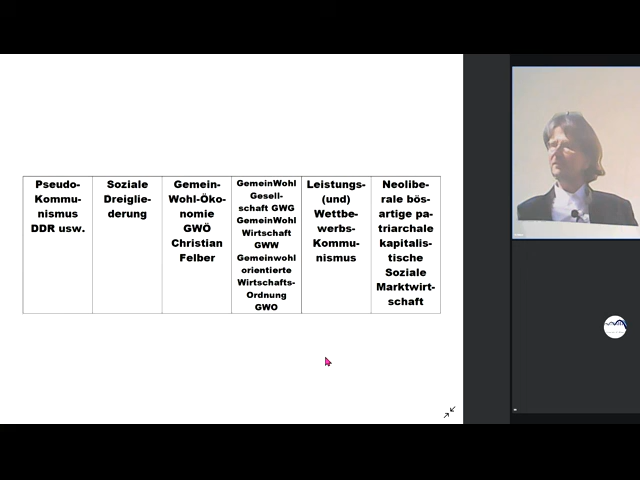 Pseudo-
Kommu-
nismus
DDR usw.
Soziale
Dreiglie-
derung
Gemein-
Wohl-Öko-
nomie
GWÖ
Christian
Felber
GemeinWohl
Gesell-
schaft GWG
GemeinWohl
Wirtschaft
GWW
Gemeinwohl
orientierte
Wirtschafts-
Ordnung
GWO
Leistungs-
(und)
Wettbe-
werbs-
Kommu-
nismus
Neolibe-
rale bös-
artige pa-
triarchale
kapitalis-
tische
Soziale
Marktwirt-
schaft